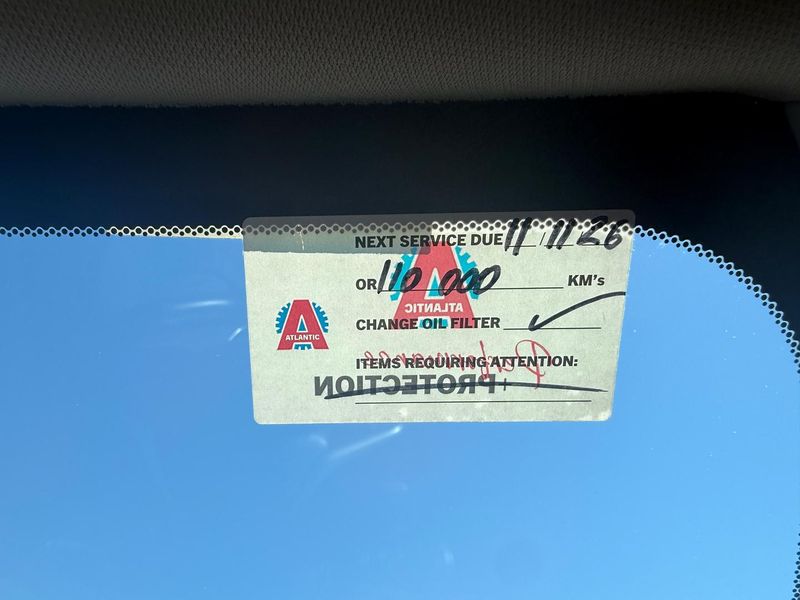 NEXT SERVICE DUE 11/11/26
OR 110 000 KM's
ATLANTIC
CHANGE OIL FILTER ✓
ATLANTIC
ITEMS REQUIRING ATTENTION:
Performance
+PROTECTION